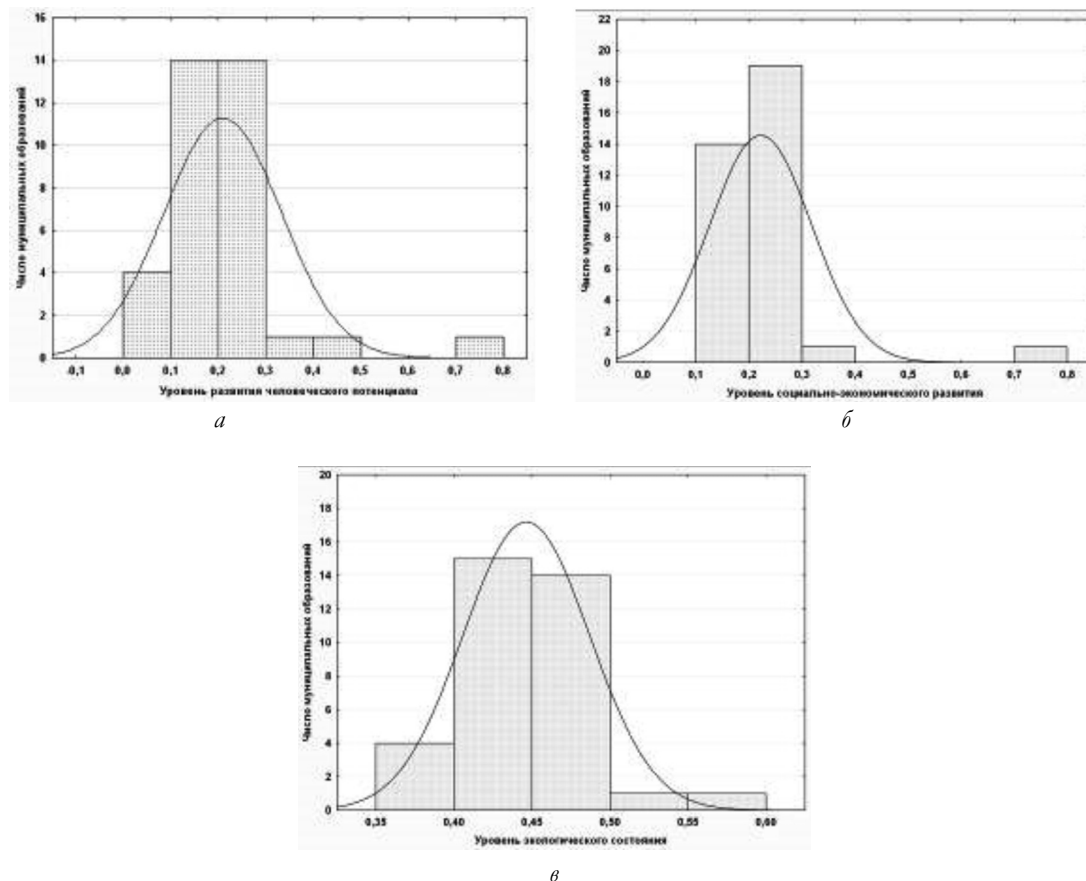 16
14
12
10
8
6
4
2
0
Число муниципальных образований
-0,1 0,0 0,1 0,2 0,3 0,4 0,5 0,6 0,7 0,8
Уровень развития человеческого потенциала
а
22
20
18
16
14
12
10
8
6
4
2
0
Число муниципальных образований
0,0 0,1 0,2 0,3 0,4 0,5 0,6 0,7 0,8
Уровень социально-экономического развития
б
20
18
16
14
12
10
8
6
4
2
0
Число муниципальных образований
0,35 0,40 0,45 0,50 0,55 0,60
Уровень экологического состояния
в